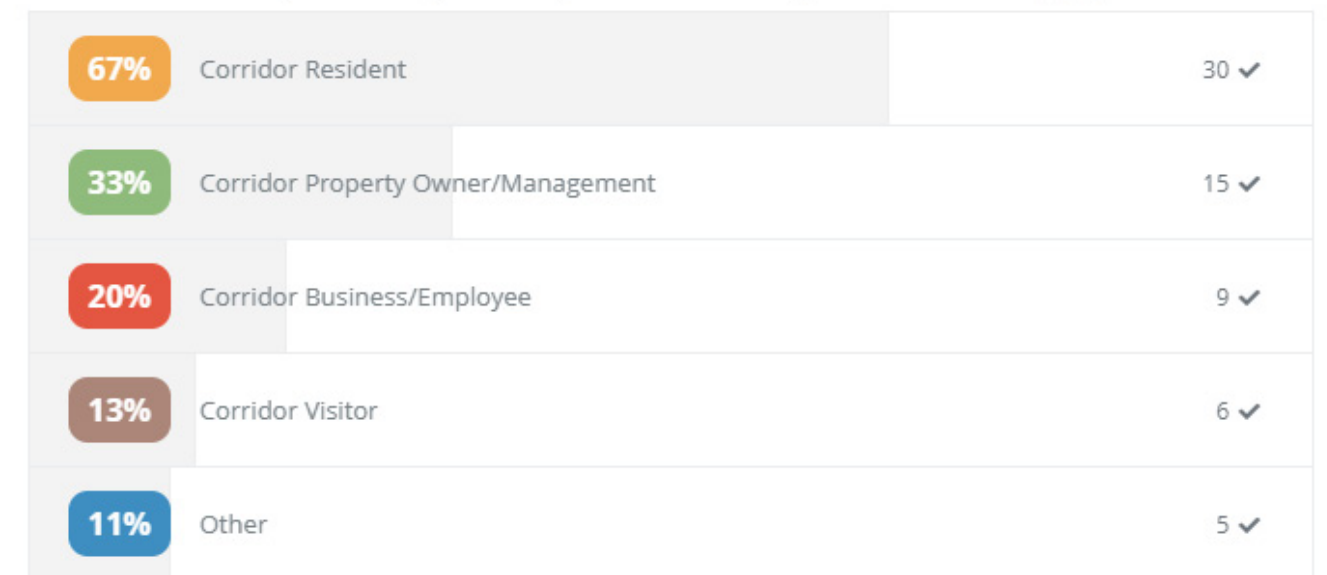 67% Corridor Resident 30 ✓
33% Corridor Property Owner/Management 15 ✓
20% Corridor Business/Employee 9 ✓
13% Corridor Visitor 6 ✓
11% Other 5 ✓